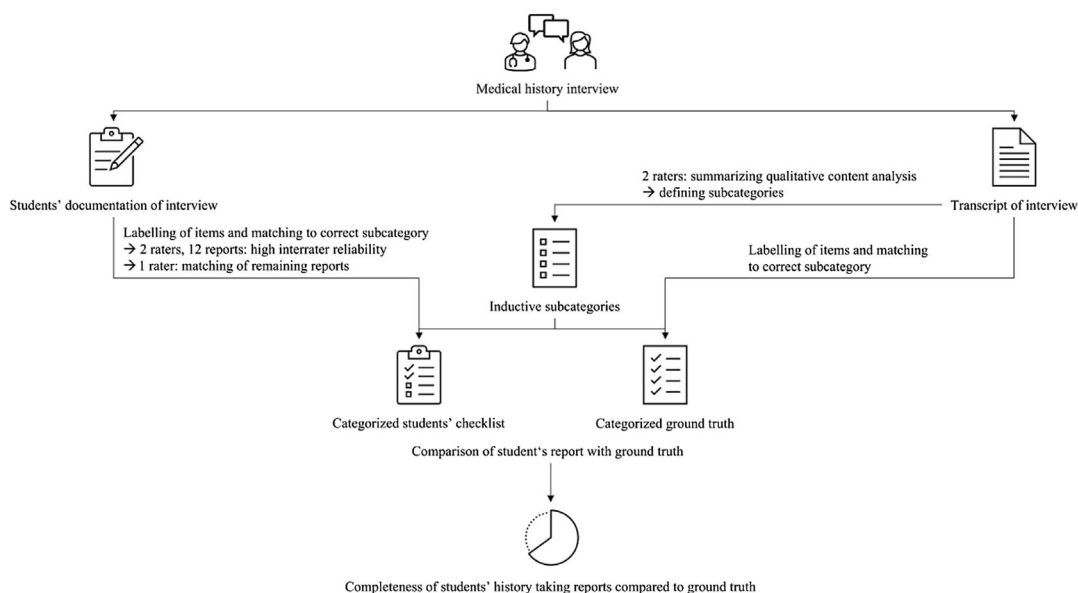 Medical history interview
Students’ documentation of interview
Transcript of interview
2 raters: summarizing qualitative content analysis
→ defining subcategories
Labelling of items and matching to correct subcategory
→ 2 raters, 12 reports: high interrater reliability
→ 1 rater: matching of remaining reports
Labelling of items and matching
to correct subcategory
Inductive subcategories
Categorized students’ checklist
Categorized ground truth
Comparison of student‘s report with ground truth
Completeness of students’ history taking reports compared to ground truth